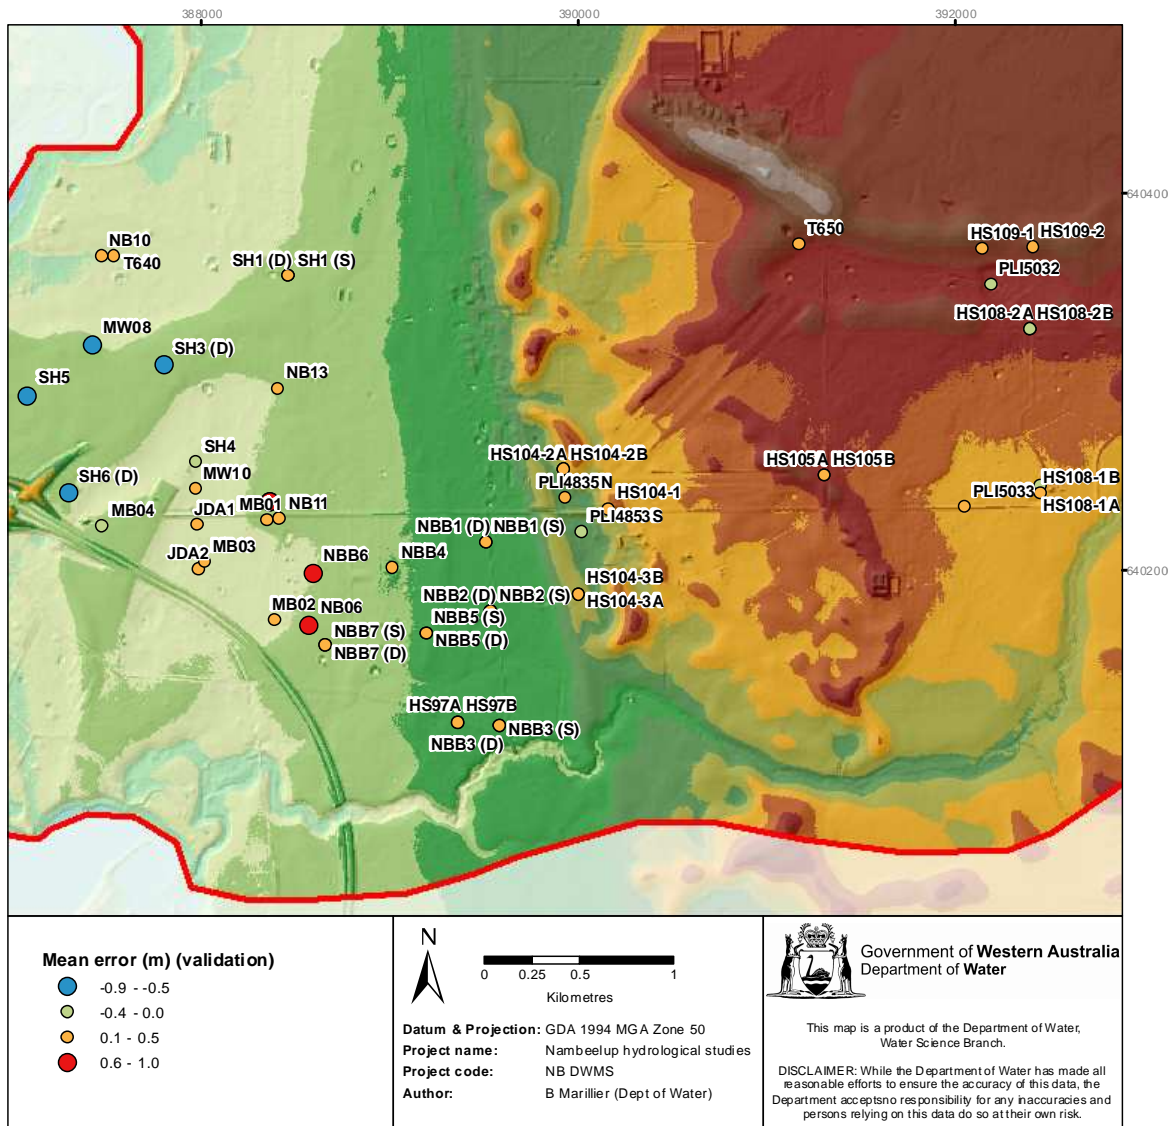 388000
390000
392000
640400
T650
HS109-1
HS109-2
NB10
T640
SH1 (D)
SH1 (S)
PLI5032
HS108-2A
HS108-2B
MW08
SH3 (D)
SH5
NB13
SH4
HS104-2A
HS104-2B
HS105A
HS105B
SH6 (D)
MW10
PLI4835N
HS104-1
PLI5033
HS108-1B
HS108-1A
MB04
JDA1
MB01
NB11
NBB1 (D)
NBB1 (S)
PLI4853S
JDA2
MB03
NBB6
NBB4
640200
HS104-3B
HS104-3A
NBB2 (D)
NBB2 (S)
MB02
NB06
NBB5 (S)
NBB5 (D)
NBB7 (S)
NBB7 (D)
HS97A
HS97B
NBB3 (S)
NBB3 (D)
Mean error (m) (validation)
-0.9 - -0.5
-0.4 - 0.0
0.1 - 0.5
0.6 - 1.0
N
0 0.25 0.5 1
Kilometres
Datum & Projection: GDA 1994 MGA Zone 50
Project name: Nambeelup hydrological studies
Project code: NB DWMS
Author: B Marillier (Dept of Water)
Government of Western Australia
Department of Water
This map is a product of the Department of Water,
Water Science Branch.
DISCLAIMER: While the Department of Water has made all
reasonable efforts to ensure the accuracy of this data, the
Department acceptsno responsibility for any inaccuracies and
persons relying on this data do so at their own risk.